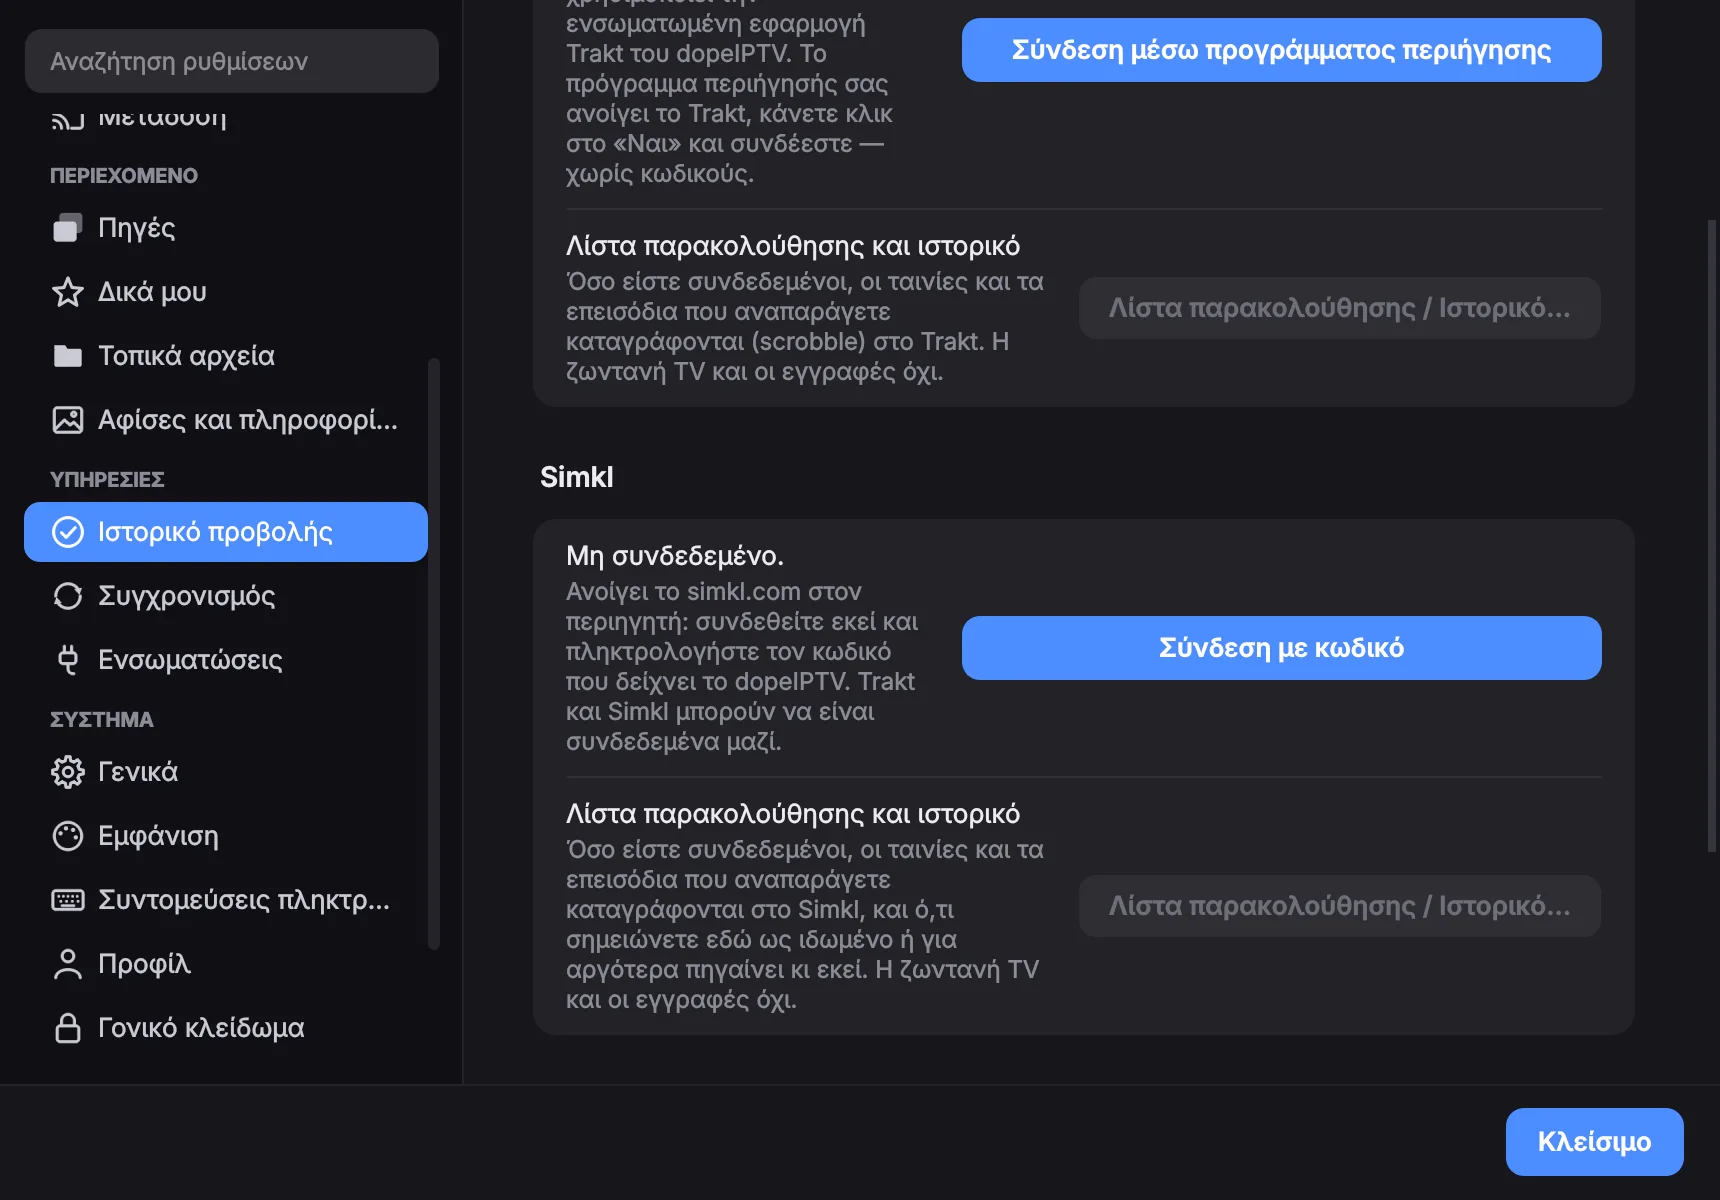 Αναζήτηση ρυθμίσεων
Μετάδοση
ΠΕΡΙΕΧΟΜΕΝΟ
Πηγές
Δικά μου
Τοπικά αρχεία
Αφίσες και πληροφορί...
ΥΠΗΡΕΣΙΕΣ
Ιστορικό προβολής
Συγχρονισμός
Ενσωματώσεις
ΣΥΣΤΗΜΑ
Γενικά
Εμφάνιση
Συντομεύσεις πληκτρ...
Προφίλ
Γονικό κλείδωμα
χρησιμοποιεί την
ενσωματωμένη εφαρμογή
Trakt του dopeIPTV. Το
πρόγραμμα περιήγησής σας
ανοίγει το Trakt, κάνετε κλικ
στο «Ναι» και συνδέεστε —
χωρίς κωδικούς.
Σύνδεση μέσω προγράμματος περιήγησης
Λίστα παρακολούθησης και ιστορικό
Όσο είστε συνδεδεμένοι, οι ταινίες και τα
επεισόδια που αναπαράγετε
καταγράφονται (scrobble) στο Trakt. Η
ζωντανή TV και οι εγγραφές όχι.
Λίστα παρακολούθησης / Ιστορικό...
Simkl
Μη συνδεδεμένο.
Ανοίγει το simkl.com στον
περιηγητή: συνδεθείτε εκεί και
πληκτρολογήστε τον κωδικό
που δείχνει το dopeIPTV. Trakt
και Simkl μπορούν να είναι
συνδεδεμένα μαζί.
Σύνδεση με κωδικό
Λίστα παρακολούθησης και ιστορικό
Όσο είστε συνδεδεμένοι, οι ταινίες και τα
επεισόδια που αναπαράγετε
καταγράφονται στο Simkl, και ό,τι
σημειώνετε εδώ ως ιδωμένο ή για
αργότερα πηγαίνει κι εκεί. Η ζωντανή TV
και οι εγγραφές όχι.
Λίστα παρακολούθησης / Ιστορικό...
Κλείσιμο